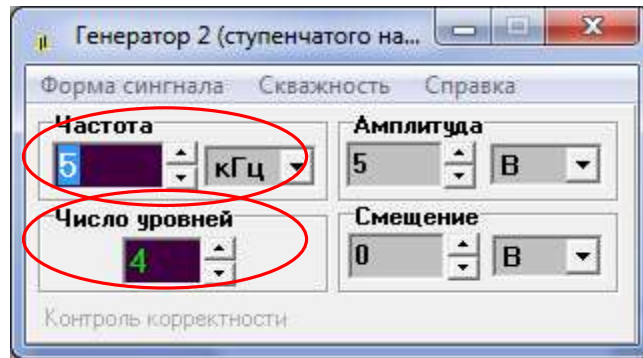 Генератор 2 (ступенчатого на...
Форма сингнала Скважность Справка
Частота Амплитуда
5 кГц 5 В
Число уровней Смещение
4 0 В
Контроль корректности